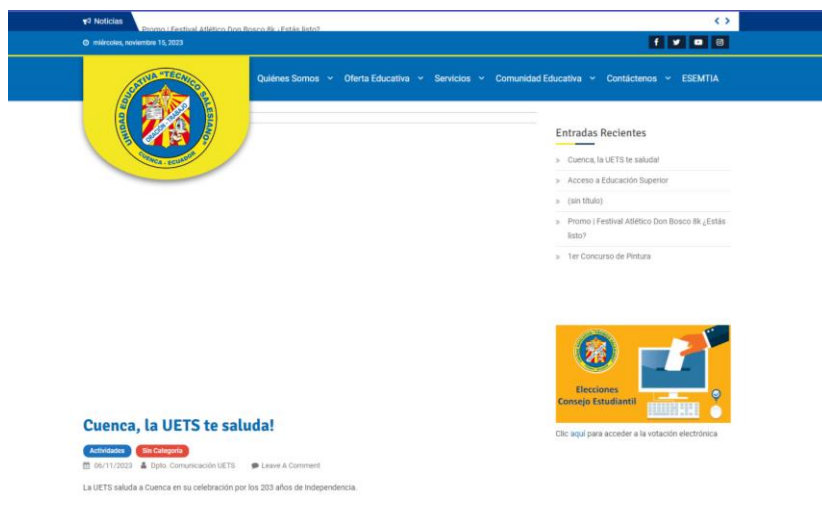 Noticias
Promo | Festival Atlético Don Bosco 8k ¿Estás listo?
miércoles, noviembre 15, 2023
Quiénes Somos Oferta Educativa Servicios Comunidad Educativa Contáctenos ESEMTIA
UNIDAD EDUCATIVA "TÉCNICO SALESIANO"
ORACIÓN - TRABAJO
CUENCA - ECUADOR
Entradas Recientes
Cuenca, la UETS te saluda!
Acceso a Educación Superior
(sin título)
Promo | Festival Atlético Don Bosco 8k ¿Estás
listo?
1er Concurso de Pintura
Elecciones
Consejo Estudiantil
Clic aquí para acceder a la votación electrónica
Cuenca, la UETS te saluda!
Actividades Sin Categoría
06/11/2023 Dpto. Comunicación UETS Leave A Comment
La UETS saluda a Cuenca en su celebración por los 203 años de Independencia.